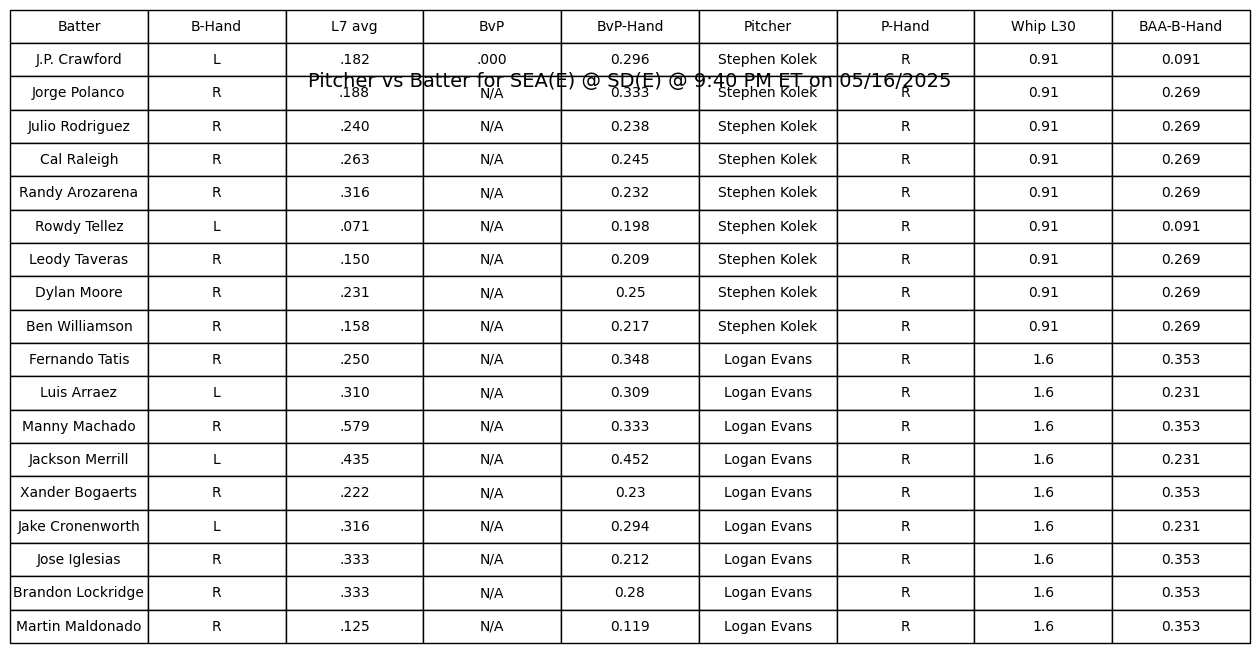 Batter B-Hand L7 avg BvP BvP-Hand Pitcher P-Hand Whip L30 BAA-B-Hand
J.P. Crawford L .182 .000 0.296 Stephen Kolek R 0.91 0.091
Pitcher vs Batter for SEA(E) @ SD(E) @ 9:40 PM ET on 05/16/2025
Jorge Polanco R .188 N/A 0.333 Stephen Kolek R 0.91 0.269
Julio Rodriguez R .240 N/A 0.238 Stephen Kolek R 0.91 0.269
Cal Raleigh R .263 N/A 0.245 Stephen Kolek R 0.91 0.269
Randy Arozarena R .316 N/A 0.232 Stephen Kolek R 0.91 0.269
Rowdy Tellez L .071 N/A 0.198 Stephen Kolek R 0.91 0.091
Leody Taveras R .150 N/A 0.209 Stephen Kolek R 0.91 0.269
Dylan Moore R .231 N/A 0.25 Stephen Kolek R 0.91 0.269
Ben Williamson R .158 N/A 0.217 Stephen Kolek R 0.91 0.269
Fernando Tatis R .250 N/A 0.348 Logan Evans R 1.6 0.353
Luis Arraez L .310 N/A 0.309 Logan Evans R 1.6 0.231
Manny Machado R .579 N/A 0.333 Logan Evans R 1.6 0.353
Jackson Merrill L .435 N/A 0.452 Logan Evans R 1.6 0.231
Xander Bogaerts R .222 N/A 0.23 Logan Evans R 1.6 0.353
Jake Cronenworth L .316 N/A 0.294 Logan Evans R 1.6 0.231
Jose Iglesias R .333 N/A 0.212 Logan Evans R 1.6 0.353
Brandon Lockridge R .333 N/A 0.28 Logan Evans R 1.6 0.353
Martin Maldonado R .125 N/A 0.119 Logan Evans R 1.6 0.353